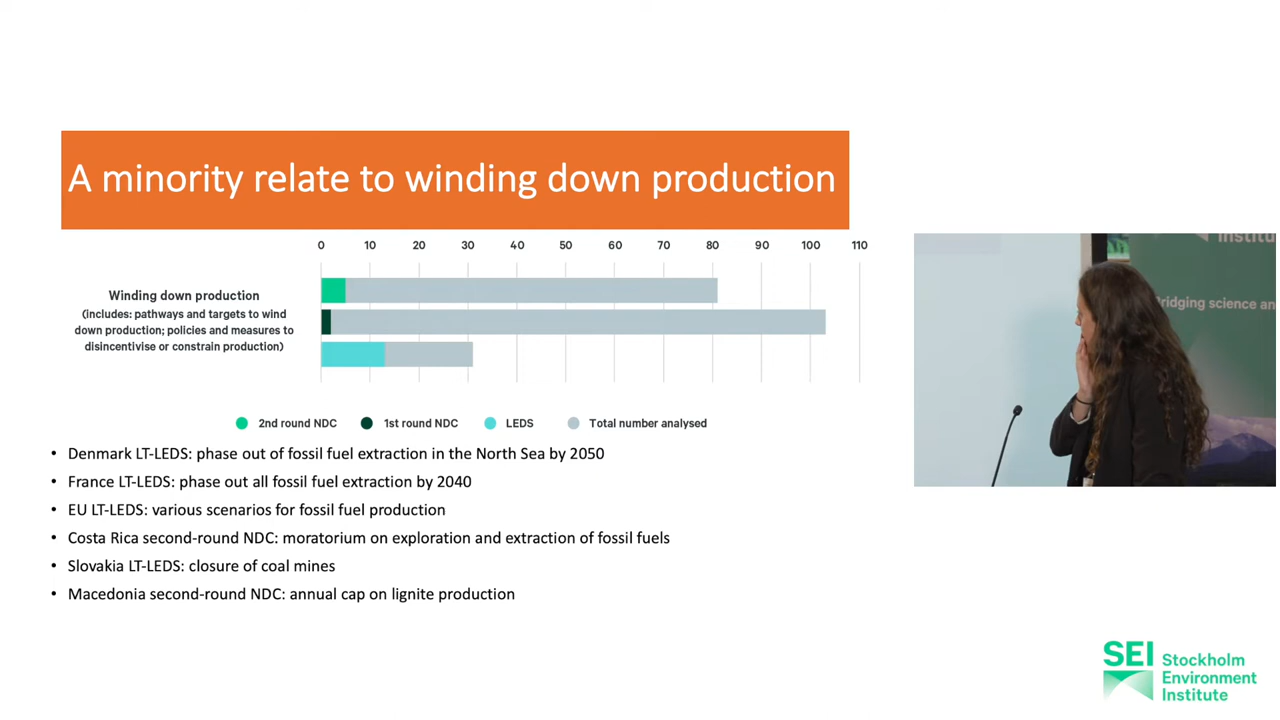 A minority relate to winding down production
0 10 20 30 40 50 60 70 80 90 100 110
Winding down production
(includes: pathways and targets to wind
down production; policies and measures to
disincentivise or constrain production)
2nd round NDC 1st round NDC LEDS Total number analysed
• Denmark LT-LEDS: phase out of fossil fuel extraction in the North Sea by 2050
• France LT-LEDS: phase out all fossil fuel extraction by 2040
• EU LT-LEDS: various scenarios for fossil fuel production
• Costa Rica second-round NDC: moratorium on exploration and extraction of fossil fuels
• Slovakia LT-LEDS: closure of coal mines
• Macedonia second-round NDC: annual cap on lignite production
Bridging science an
SEI Stockholm
Environment
Institute